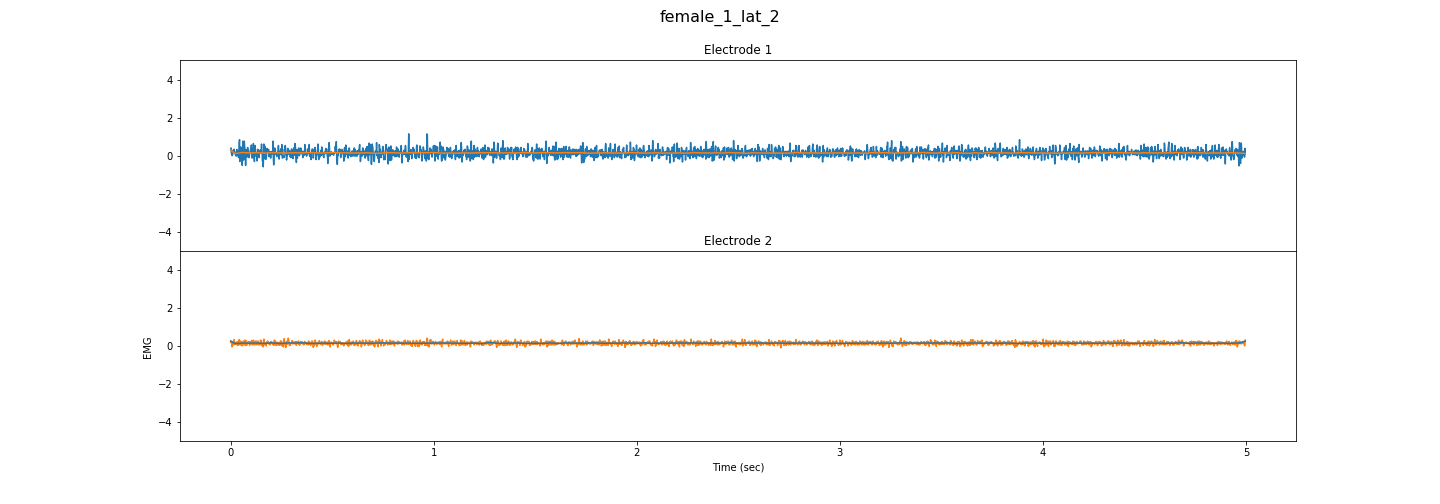 female_1_lat_2
Electrode 1
4
2
0
−2
−4
Electrode 2
4
2
0
−2
−4
EMG
0 1 2 3 4 5
Time (sec)